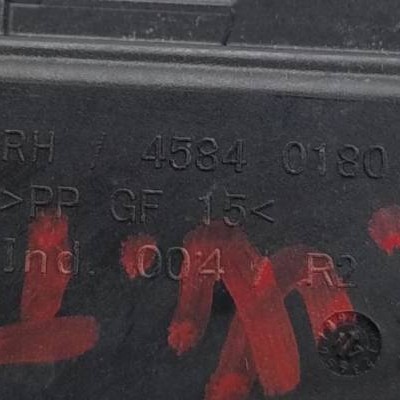 RH / 4584 0180
>PP GF 15<
Ind. 004 / R2